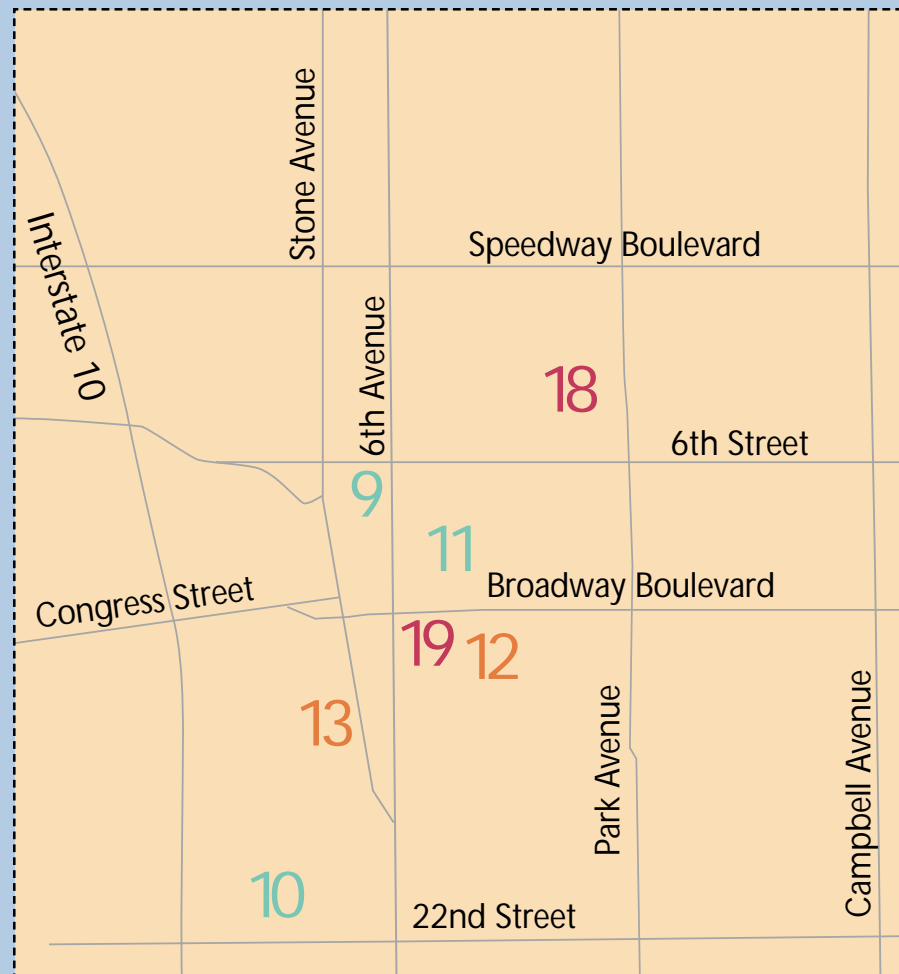 Stone Avenue
Interstate 10
Speedway Boulevard
6th Avenue
18
6th Street
9
11
Congress Street
Broadway Boulevard
19
12
13
Park Avenue
Campbell Avenue
10
22nd Street